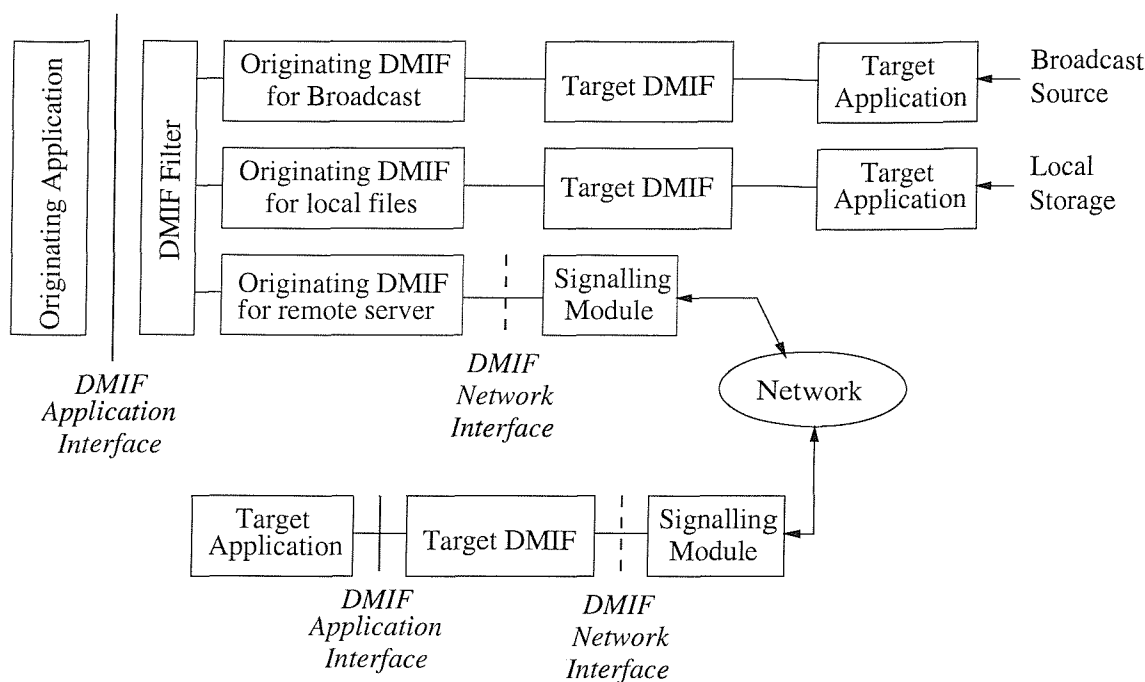 Originating Application
DMIF Filter
Originating DMIF
for Broadcast
Target DMIF
Target
Application
Broadcast
Source
Originating DMIF
for local files
Target DMIF
Target
Application
Local
Storage
Originating DMIF
for remote server
Signalling
Module
DMIF
Application
Interface
DMIF
Network
Interface
Network
Target
Application
Target DMIF
Signalling
Module
DMIF
Application
Interface
DMIF
Network
Interface